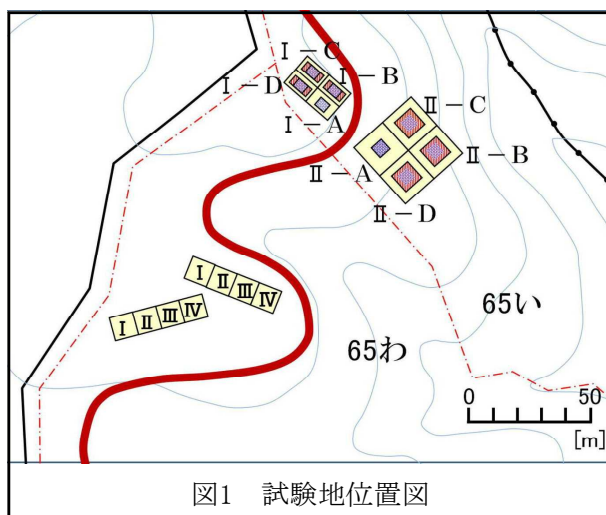 Ⅰ－C
Ⅰ－B
Ⅰ－D
Ⅰ－A
Ⅱ－C
Ⅱ－B
Ⅱ－A
Ⅱ－D
Ⅰ Ⅱ Ⅲ Ⅳ
Ⅰ Ⅱ Ⅲ Ⅳ
65い
65わ
0 50
[m]
図1 試験地位置図